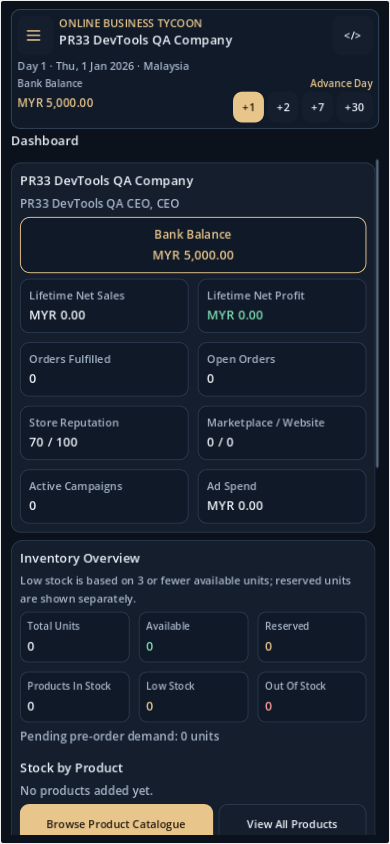 ONLINE BUSINESS TYCOON
PR33 DevTools QA Company
</>
Day 1 · Thu, 1 Jan 2026 · Malaysia
Bank Balance
Advance Day
MYR 5,000.00
+1
+2
+7
+30
Dashboard
PR33 DevTools QA Company
PR33 DevTools QA CEO, CEO
Bank Balance
MYR 5,000.00
Lifetime Net Sales
MYR 0.00
Lifetime Net Profit
MYR 0.00
Orders Fulfilled
0
Open Orders
0
Store Reputation
70 / 100
Marketplace / Website
0 / 0
Active Campaigns
0
Ad Spend
MYR 0.00
Inventory Overview
Low stock is based on 3 or fewer available units; reserved units
are shown separately.
Total Units
0
Available
0
Reserved
0
Products In Stock
0
Low Stock
0
Out Of Stock
0
Pending pre-order demand: 0 units
Stock by Product
No products added yet.
Browse Product Catalogue
View All Products